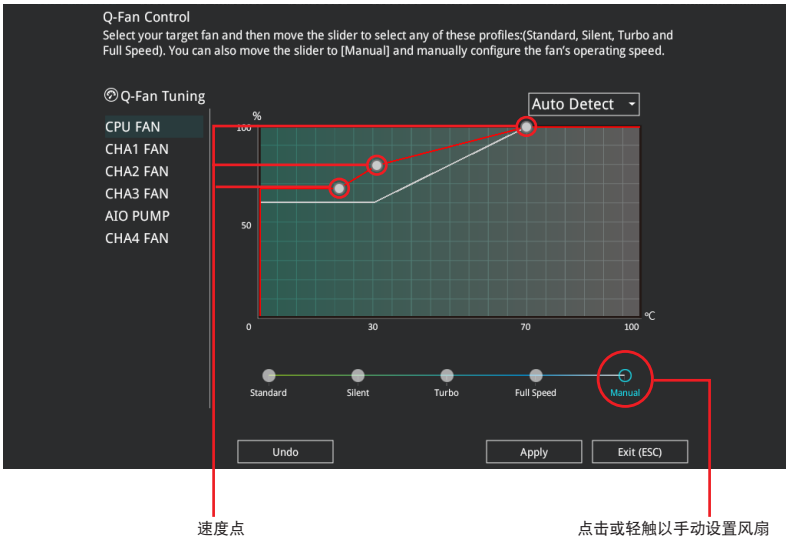 Q-Fan Control
Select your target fan and then move the slider to select any of these profiles:(Standard, Silent, Turbo and
Full Speed). You can also move the slider to [Manual] and manually configure the fan's operating speed.
Q-Fan Tuning
Auto Detect
CPU FAN
CHA1 FAN
CHA2 FAN
CHA3 FAN
AIO PUMP
CHA4 FAN
%
100
50
0 30 70 100
°C
Standard Silent Turbo Full Speed Manual
Undo Apply Exit (ESC)
速度点 点击或轻触以手动设置风扇